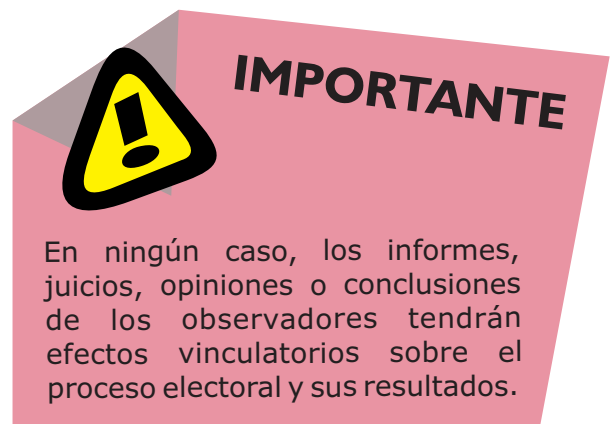 IMPORTANTE
En ningún caso, los informes,
juicios, opiniones o conclusiones
de los observadores tendrán
efectos vinculatorios sobre el
proceso electoral y sus resultados.